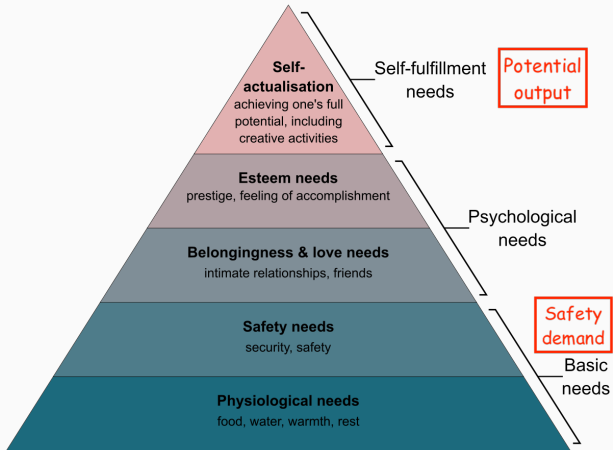 Self-
actualisation
achieving one's full
potential, including
creative activities
Self-fulfillment
needs
Potential
output
Esteem needs
prestige, feeling of accomplishment
Psychological
needs
Belongingness & love needs
intimate relationships, friends
Safety needs
security, safety
Safety
demand
Basic
needs
Physiological needs
food, water, warmth, rest